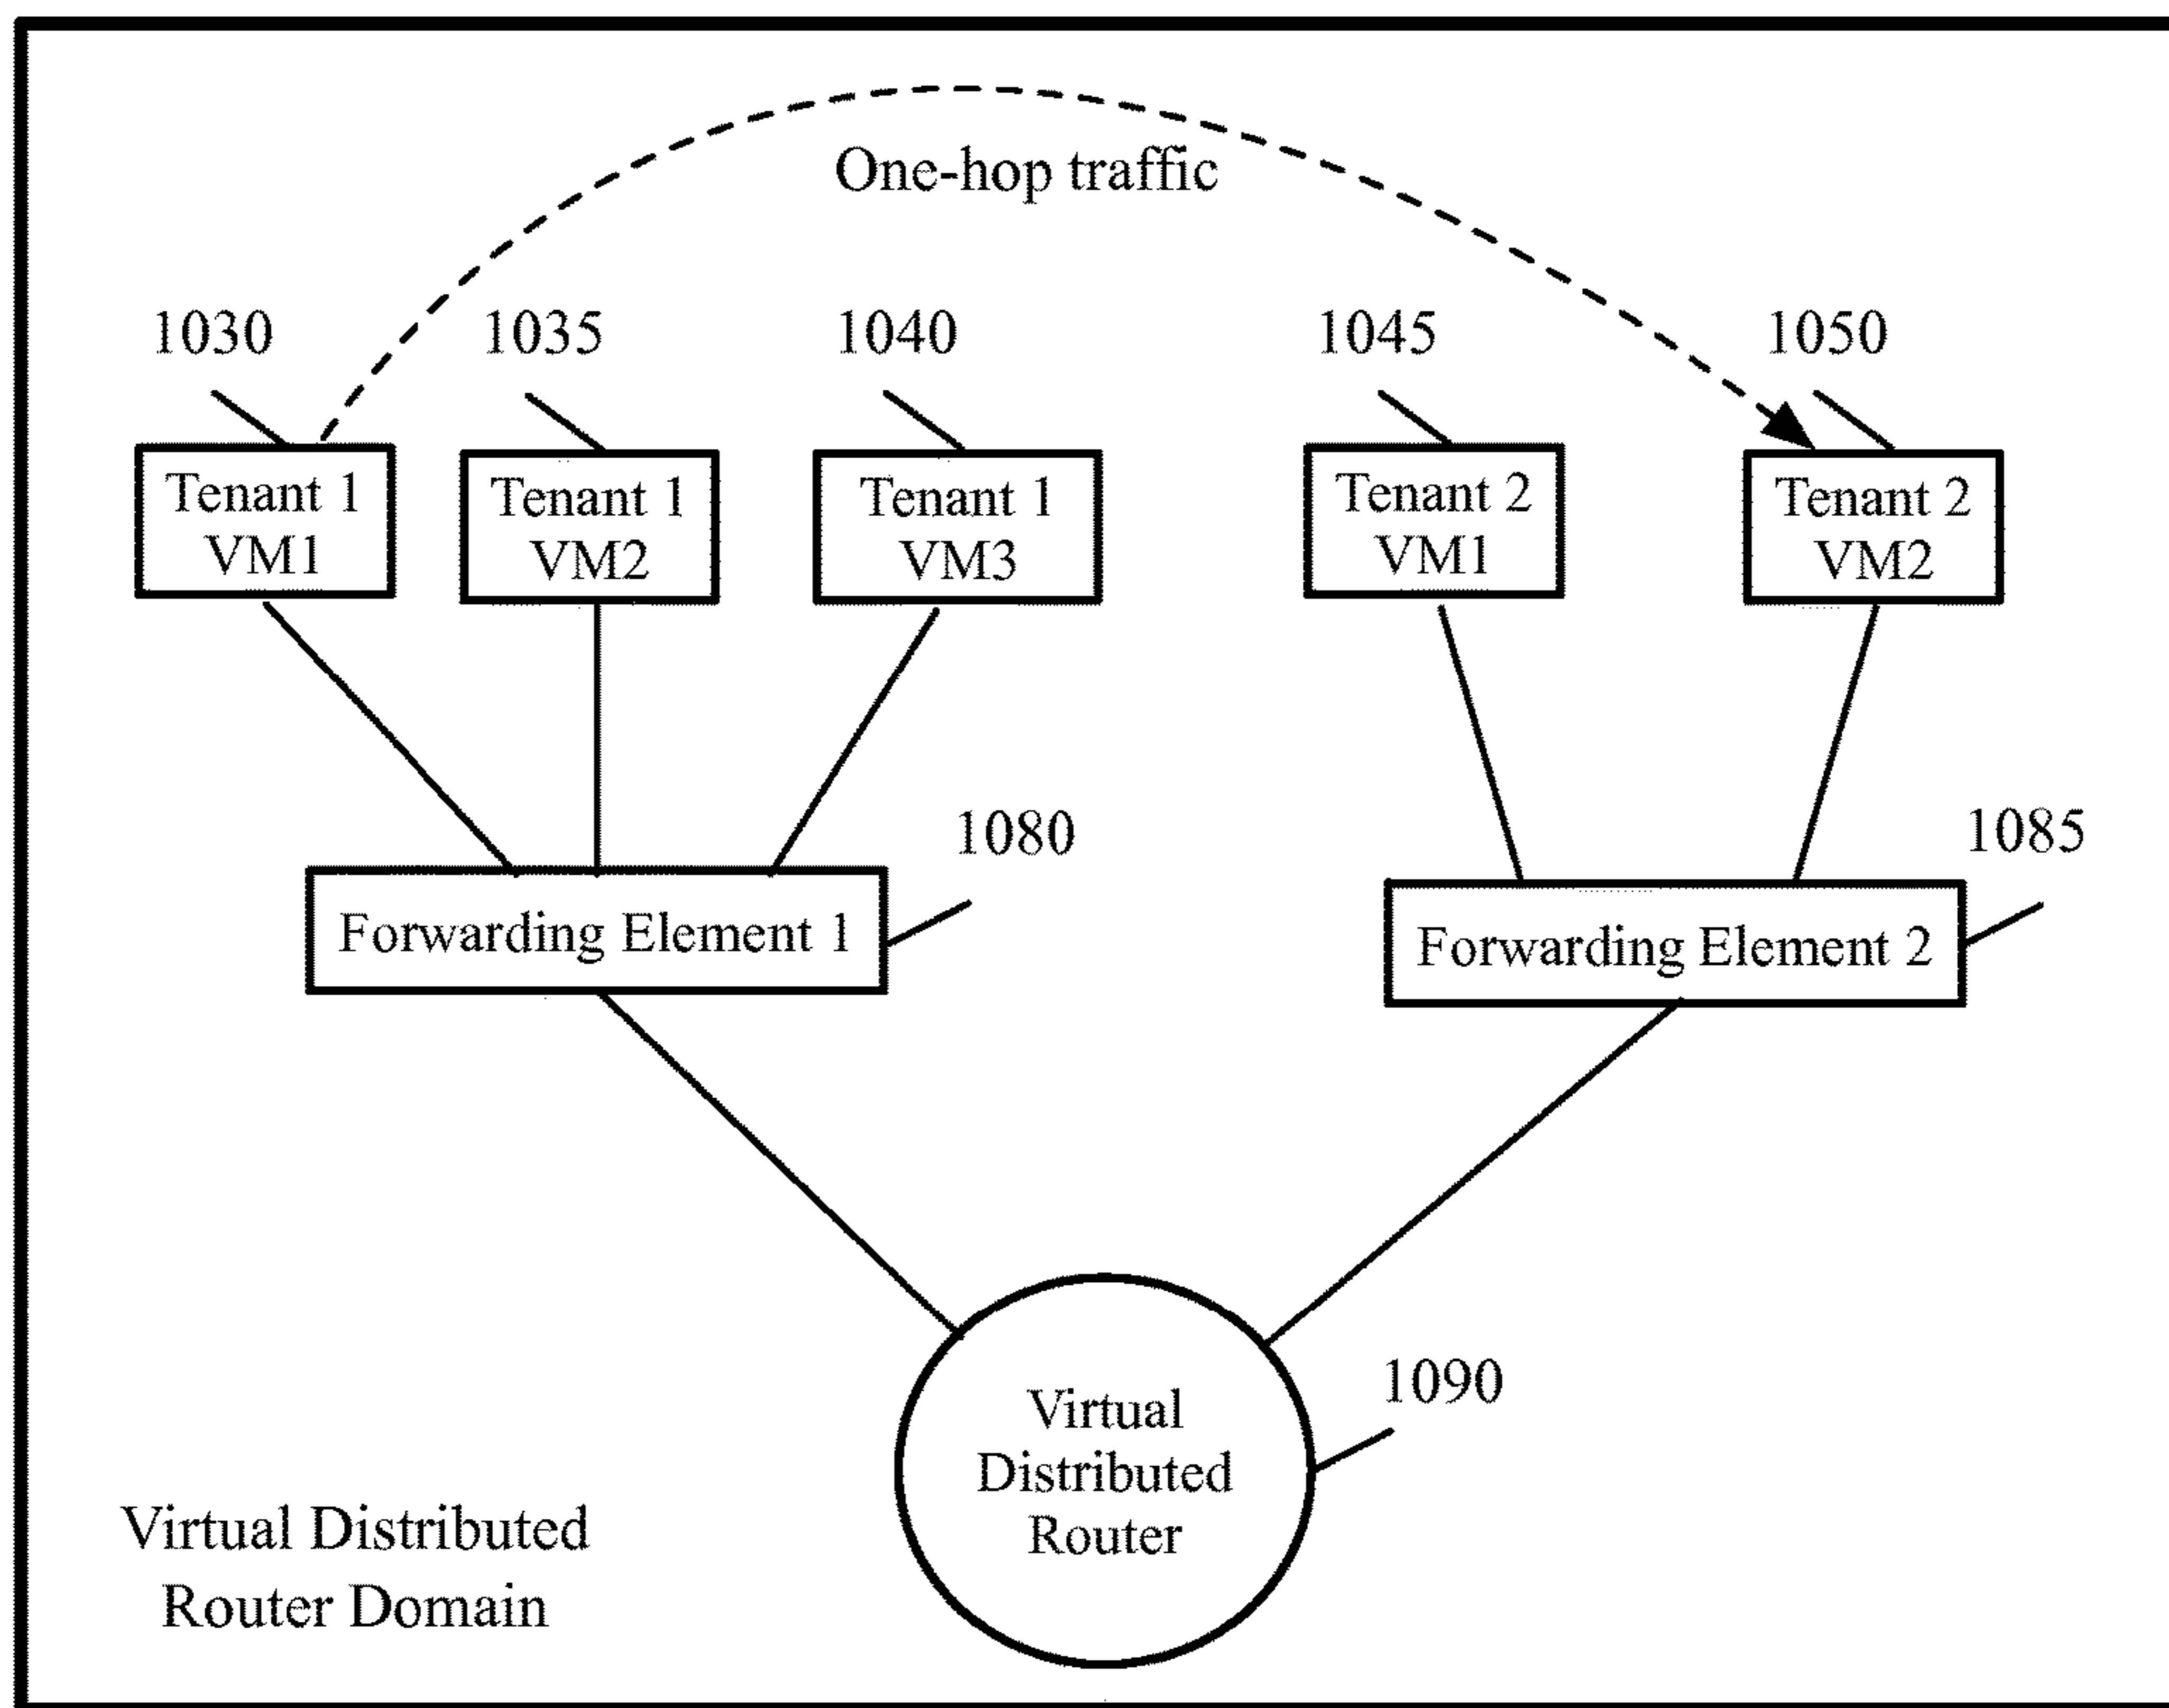 One-hop traffic
1030
1035
1040
1045
1050
Tenant 1
VM1
Tenant 1
VM2
Tenant 1
VM3
Tenant 2
VM1
Tenant 2
VM2
1080
1085
Forwarding Element 1
Forwarding Element 2
1090
Virtual
Distributed
Router
Virtual Distributed
Router Domain